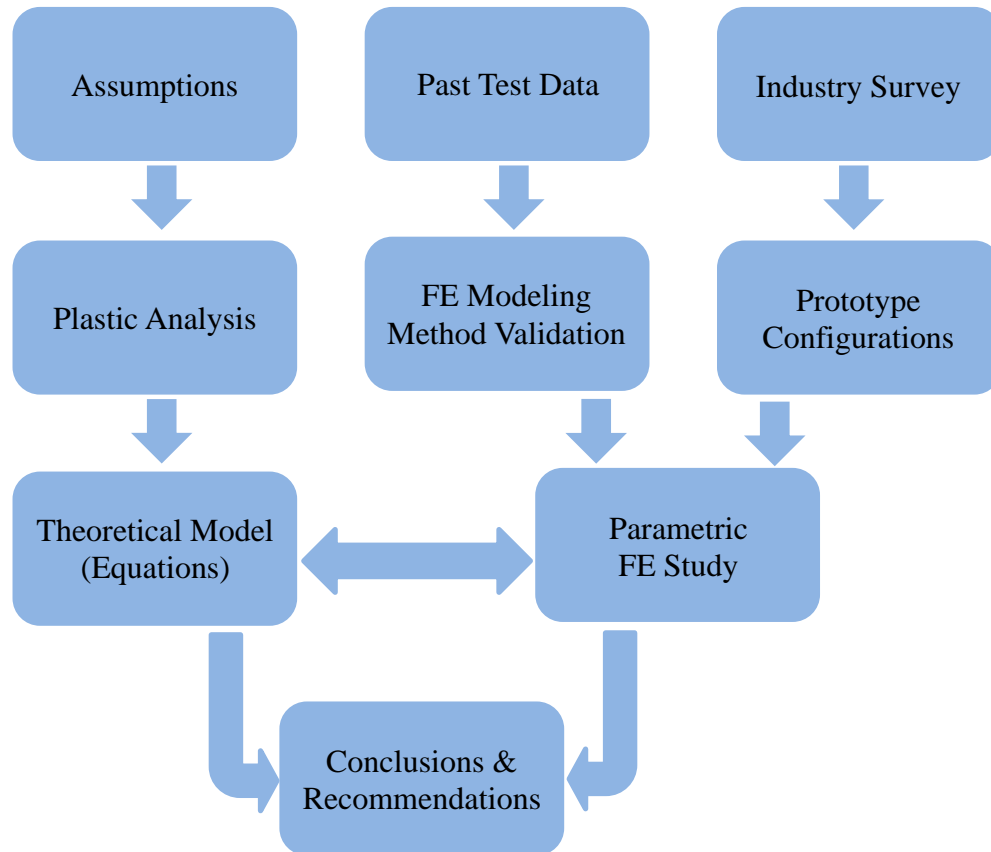 Assumptions
Past Test Data
Industry Survey
Plastic Analysis
FE Modeling
Method Validation
Prototype
Configurations
Theoretical Model
(Equations)
Parametric
FE Study
Conclusions &
Recommendations